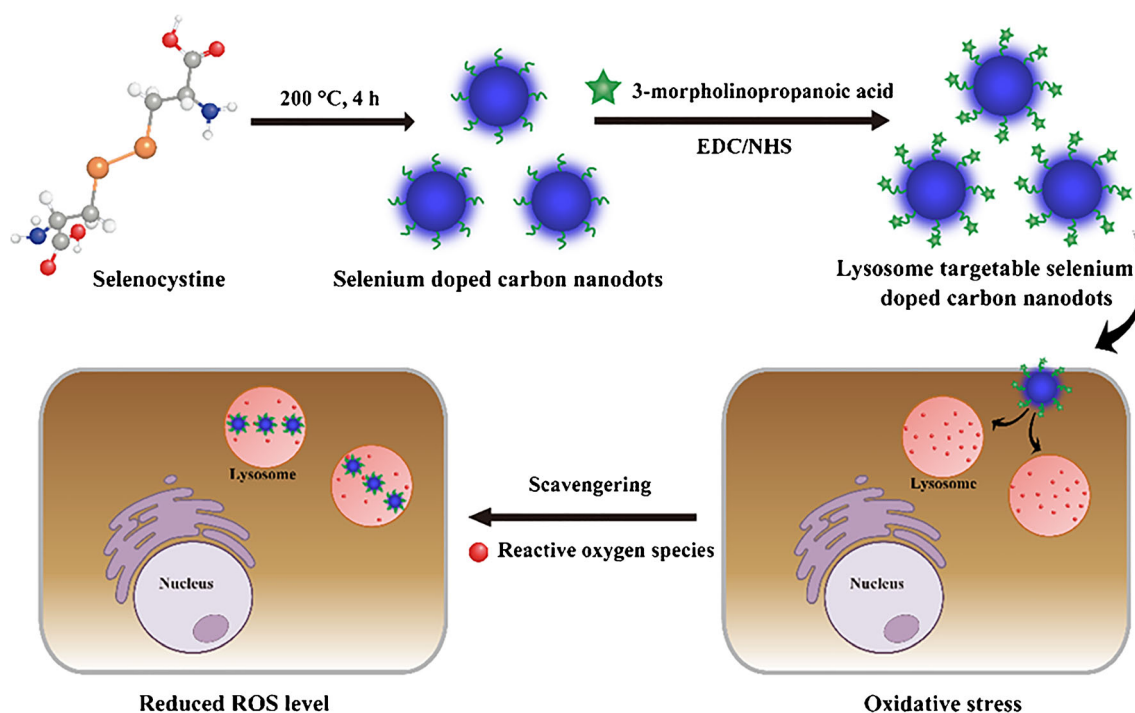 200 °C, 4 h
3-morpholinopropanoic acid
EDC/NHS
Selenocystine
Selenium doped carbon nanodots
Lysosome targetable selenium
doped carbon nanodots
Lysosome
Nucleus
Scavengering
Reactive oxygen species
Lysosome
Nucleus
Reduced ROS level
Oxidative stress